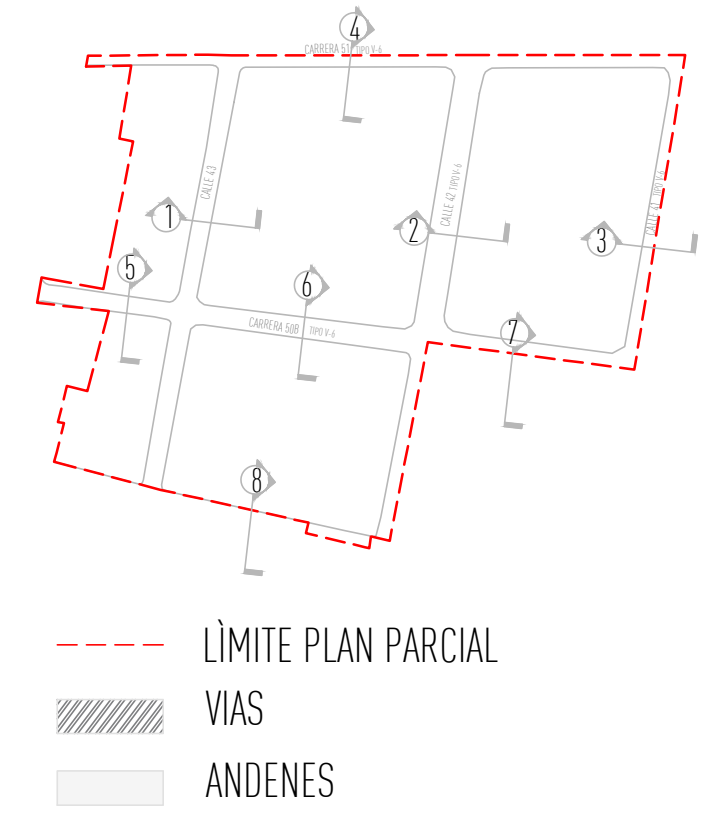 4
CARRERA 51 TIPO V-6
CALLE 43
CALLE 42 TIPO V-6
CALLE 41 TIPO V-6
1
2
3
5
6
CARRERA 50B TIPO V-6
7
8
LÌMITE PLAN PARCIAL
VIAS
ANDENES